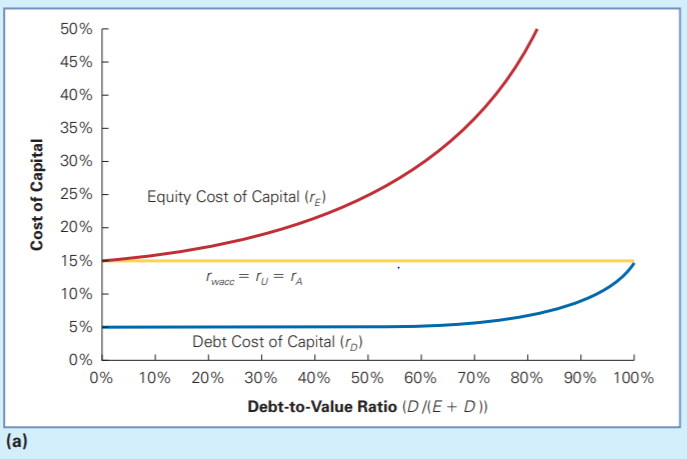 50%
45%
40%
35%
30%
25%
20%
15%
10%
5%
0%
Cost of Capital
Equity Cost of Capital (rE)
rwacc = rU = rA
Debt Cost of Capital (rD)
0% 10% 20% 30% 40% 50% 60% 70% 80% 90% 100%
Debt-to-Value Ratio (D/(E + D))
(a)